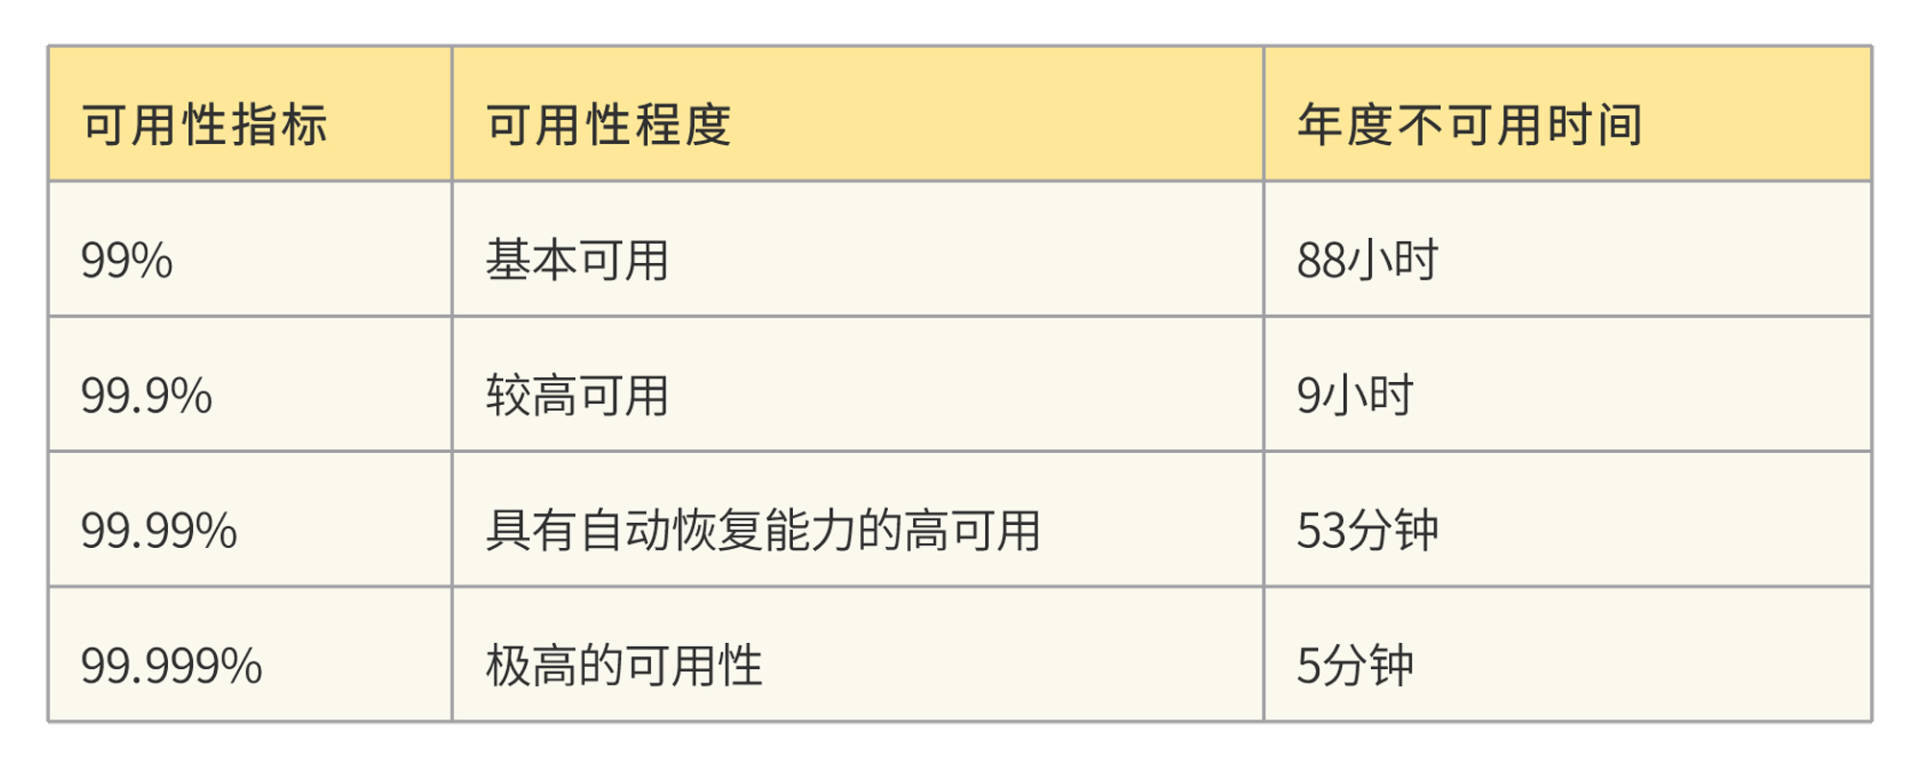 可用性指标 可用性程度 年度不可用时间
99% 基本可用 88小时
99.9% 较高可用 9小时
99.99% 具有自动恢复能力的高可用 53分钟
99.999% 极高的可用性 5分钟